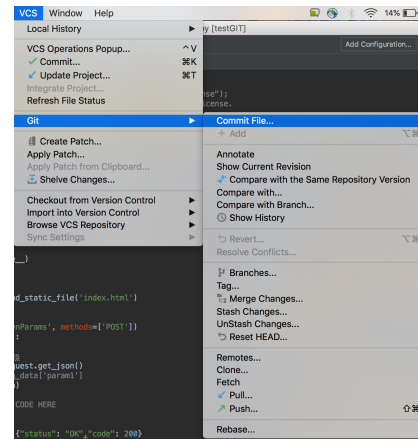 VCS Window Help 14%
Local History
y [testGIT]
VCS Operations Popup... ^V
Add Configuration...
✓ Commit... ⌘K
Update Project... ⌘T
Integrate Project...
nse");
Refresh File Status
icense.
Git
Commit File...
+ Add
Create Patch...
Apply Patch...
Annotate
Apply Patch from Clipboard...
Show Current Revision
Shelve Changes...
Compare with the Same Repository Version
Compare with...
Checkout from Version Control
Compare with Branch...
Import into Version Control
Show History
Browse VCS Repository
Sync Settings
Revert...
Resolve Conflicts...
__)
Branches...
Tag...
nd_static_file('index.html')
Merge Changes...
Stash Changes...
enParams', methods=['POST'])
UnStash Changes...
:
Reset HEAD...
Remotes...
quest.get_json()
Clone...
_data['param1']
Fetch
)
Pull...
CODE HERE
Push...
Rebase...
{"status": "OK","code": 200}